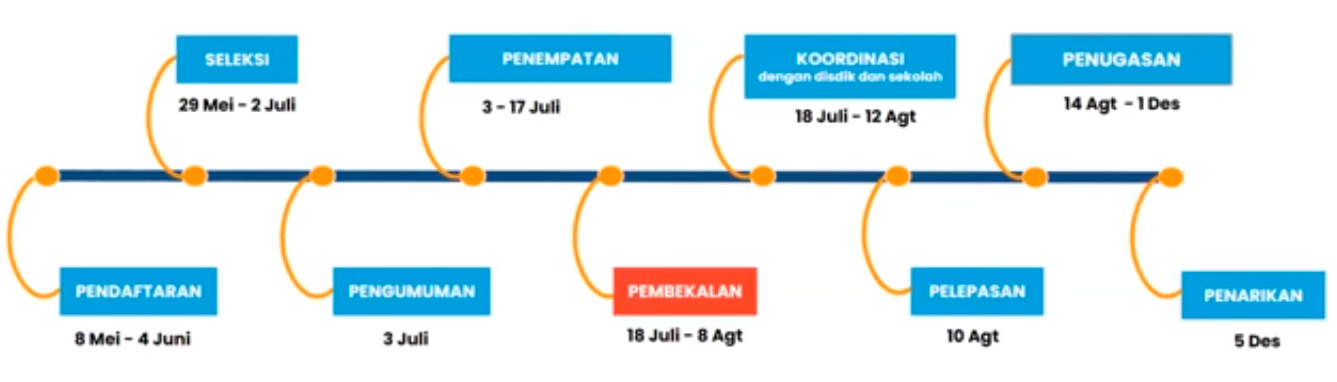 SELEKSI
29 Mei - 2 Juli
PENEMPATAN
3 - 17 Juli
KOORDINASI
dengan disdik dan sekolah
18 Juli - 12 Agt
PENUGASAN
14 Agt - 1 Des
PENDAFTARAN
8 Mei - 4 Juni
PENGUMUMAN
3 Juli
PEMBEKALAN
18 Juli - 8 Agt
PELEPASAN
10 Agt
PENARIKAN
5 Des